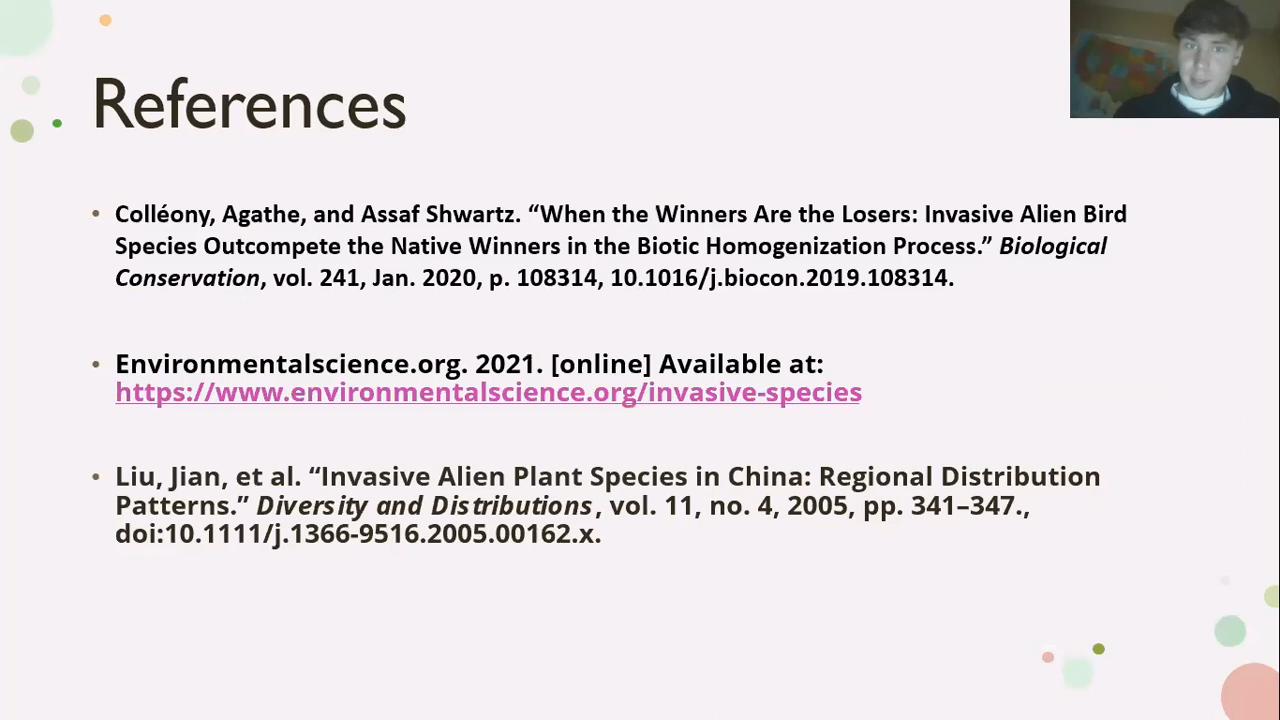 References
• Colléony, Agathe, and Assaf Shwartz. “When the Winners Are the Losers: Invasive Alien Bird
Species Outcompete the Native Winners in the Biotic Homogenization Process.” Biological
Conservation, vol. 241, Jan. 2020, p. 108314, 10.1016/j.biocon.2019.108314.
• Environmentalscience.org. 2021. [online] Available at:
https://www.environmentalscience.org/invasive-species
• Liu, Jian, et al. “Invasive Alien Plant Species in China: Regional Distribution
Patterns.” Diversity and Distributions, vol. 11, no. 4, 2005, pp. 341–347.,
doi:10.1111/j.1366-9516.2005.00162.x.